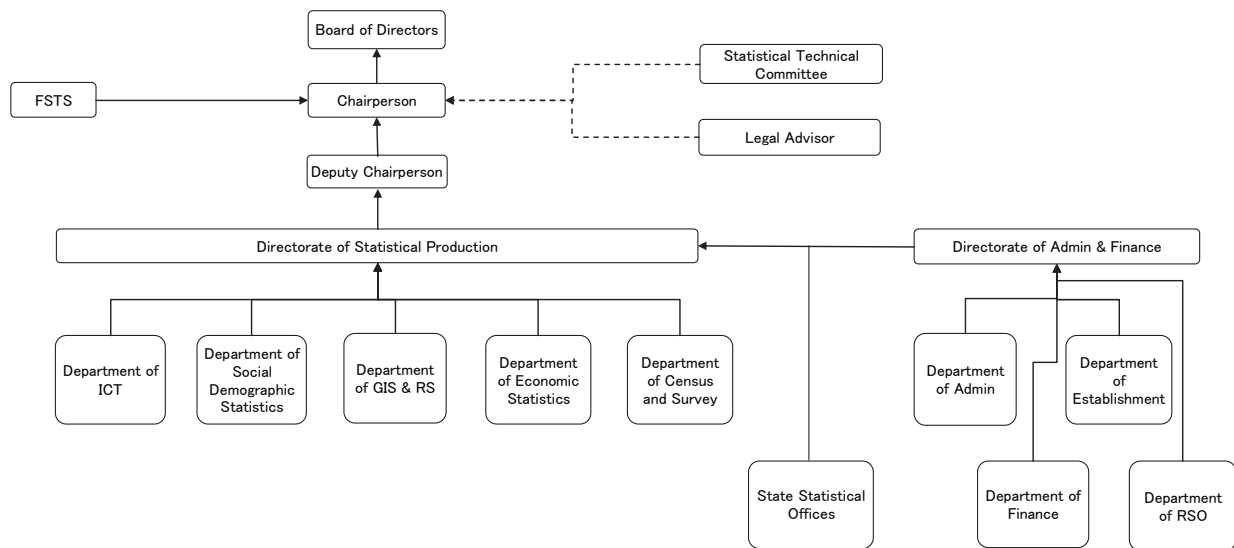 Board of Directors
Statistical Technical
Committee
FSTS
Chairperson
Legal Advisor
Deputy Chairperson
Directorate of Statistical Production
Directorate of Admin & Finance
Department of
ICT
Department of
Social
Demographic
Statistics
Department
of GIS & RS
Department
of Economic
Statistics
Department
of Census
and Survey
Department
of Admin
Department
of
Establishment
State Statistical
Offices
Department of
Finance
Department
of RSO